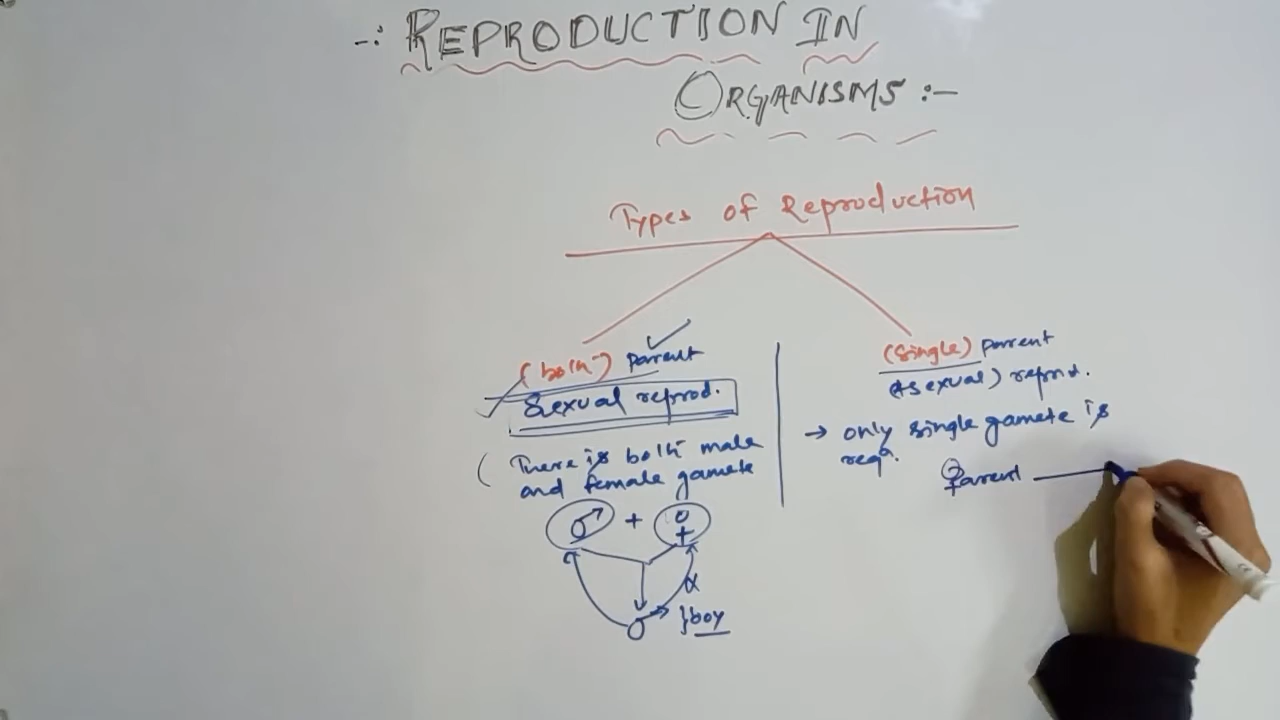 -: REPRODUCTION IN
ORGANISMS :-
Types of Reproduction
(both) parent
Sexual reprod.
(There is both male
and female gamete
♂ + ♀
α
}boy
(Single) parent
(Asexual) reprod.
→ only single gamete is
reqn.
Parent